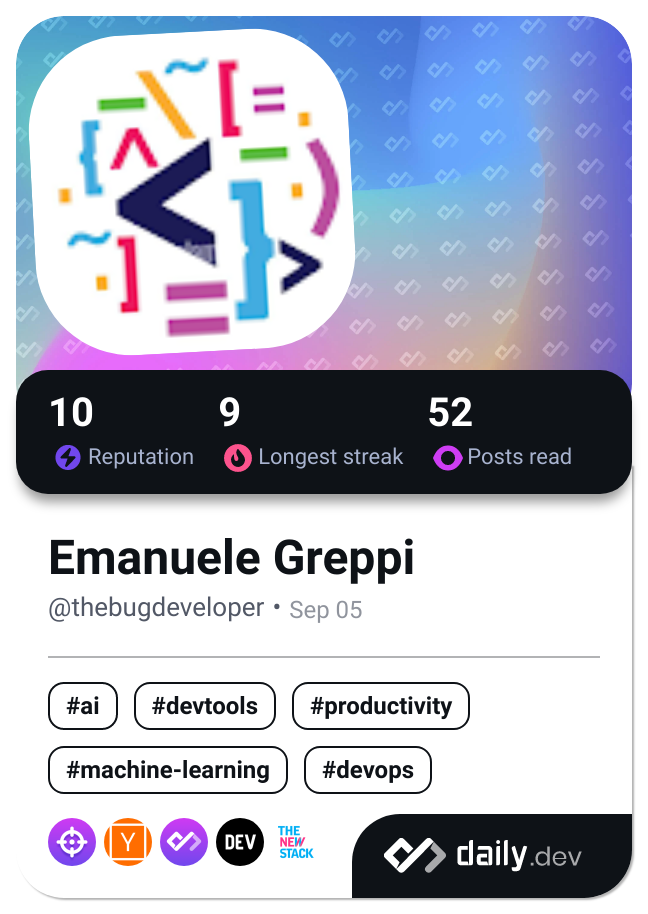 10 9 52
Reputation Longest streak Posts read
Emanuele Greppi
@thebugdeveloper • Sep 05
#ai #devtools #productivity
#machine-learning #devops
Y DEV THE NEW STACK
daily.dev